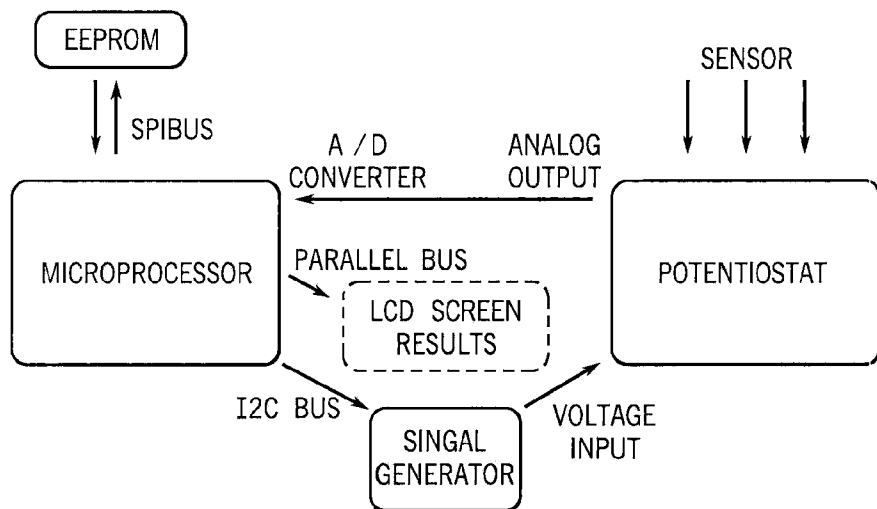 EEPROM
SENSOR
SPIBUS
A/D
CONVERTER
ANALOG
OUTPUT
MICROPROCESSOR
PARALLEL BUS
POTENTIOSTAT
LCD SCREEN
RESULTS
I2C BUS
SINGAL
GENERATOR
VOLTAGE
INPUT